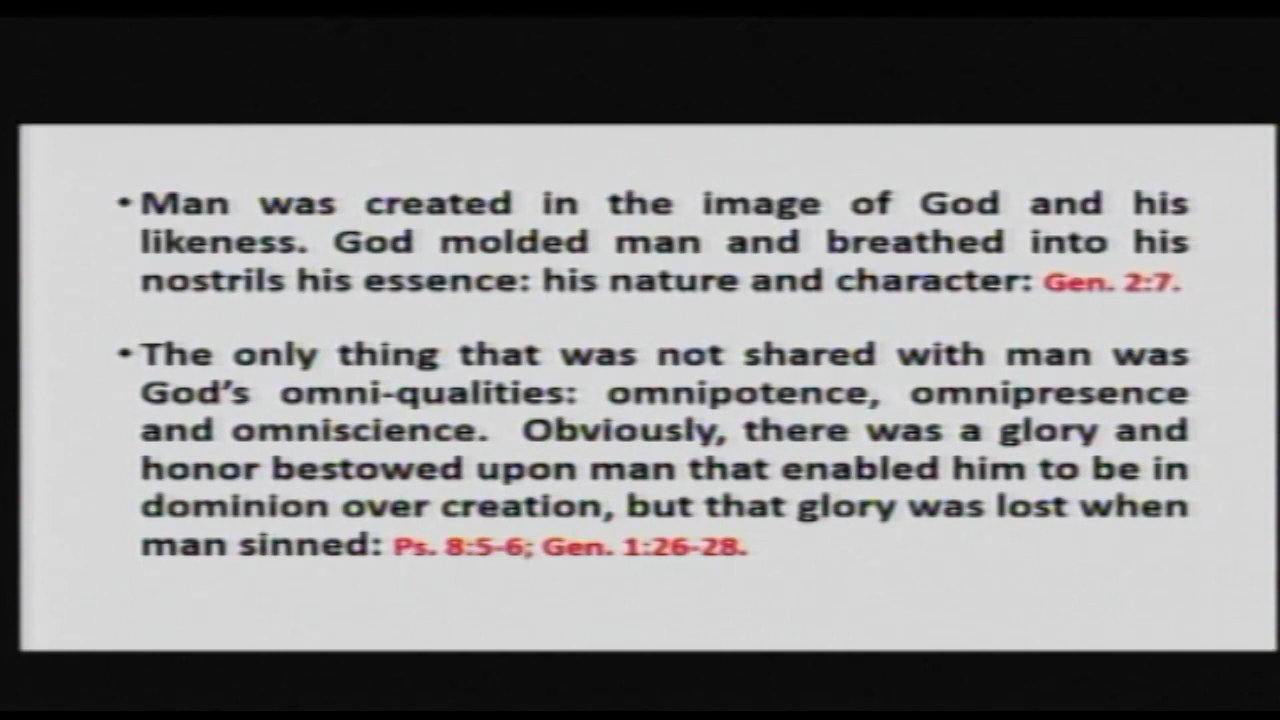 • Man was created in the image of God and his
likeness. God molded man and breathed into his
nostrils his essence: his nature and character: Gen. 2:7.
• The only thing that was not shared with man was
God's omni-qualities: omnipotence, omnipresence
and omniscience. Obviously, there was a glory and
honor bestowed upon man that enabled him to be in
dominion over creation, but that glory was lost when
man sinned: Ps. 8:5-6; Gen. 1:26-28.